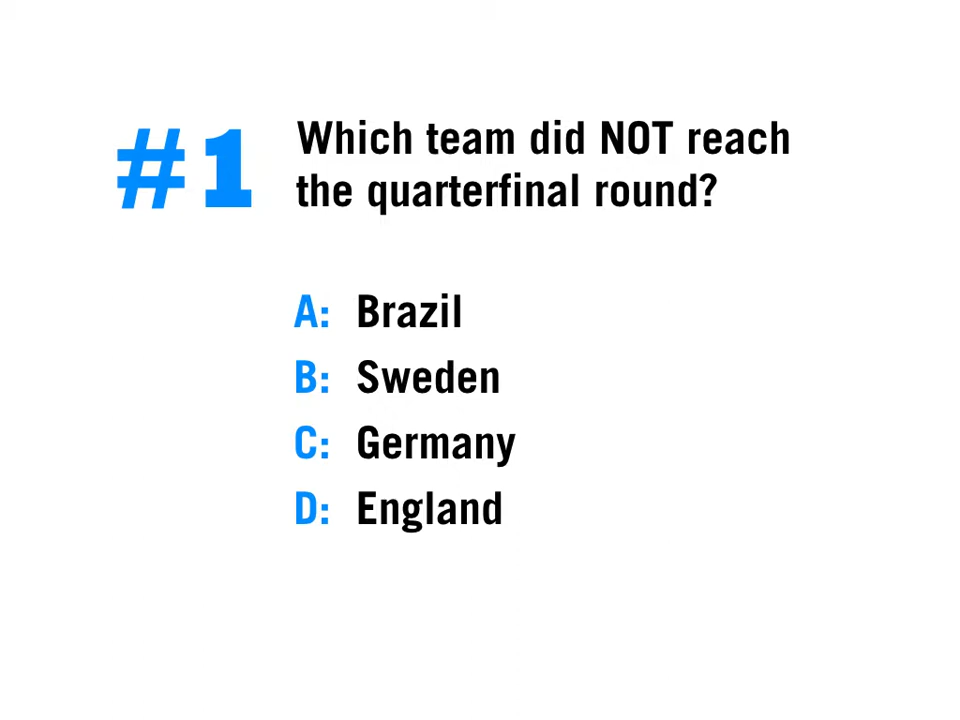 #1
Which team did NOT reach
the quarterfinal round?
A: Brazil
B: Sweden
C: Germany
D: England